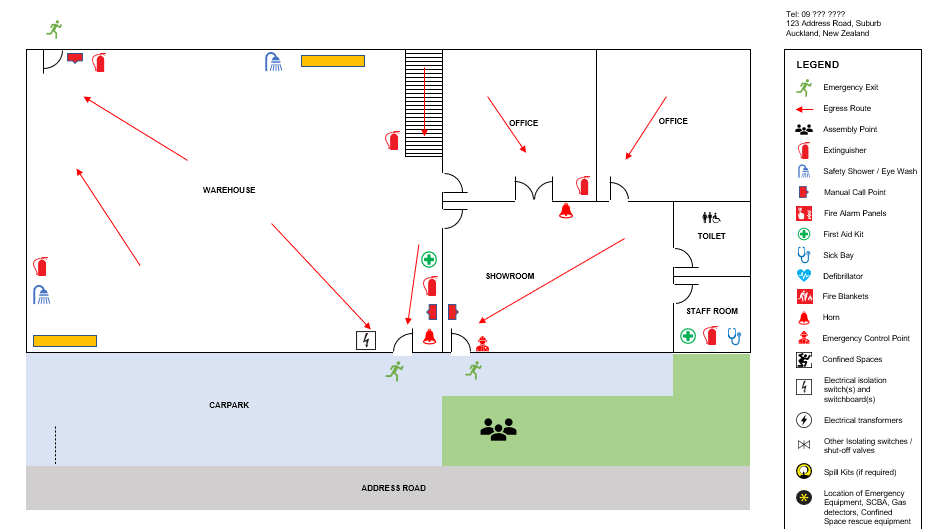 Tel: 09 ??? ????
123 Address Road, Suburb
Auckland, New Zealand
LEGEND
Emergency Exit
Egress Route
Assembly Point
Extinguisher
Safety Shower / Eye Wash
Manual Call Point
Fire Alarm Panels
First Aid Kit
Sick Bay
Defibrillator
Fire Blankets
Horn
Emergency Control Point
Confined Spaces
Electrical isolation
switch(s) and
switchboard(s)
Electrical transformers
Other Isolating switches /
shut-off valves
Spill Kits (if required)
Location of Emergency
Equipment, SCBA, Gas
detectors, Confined
Space rescue equipment
OFFICE
OFFICE
WAREHOUSE
TOILET
SHOWROOM
STAFF ROOM
CARPARK
ADDRESS ROAD